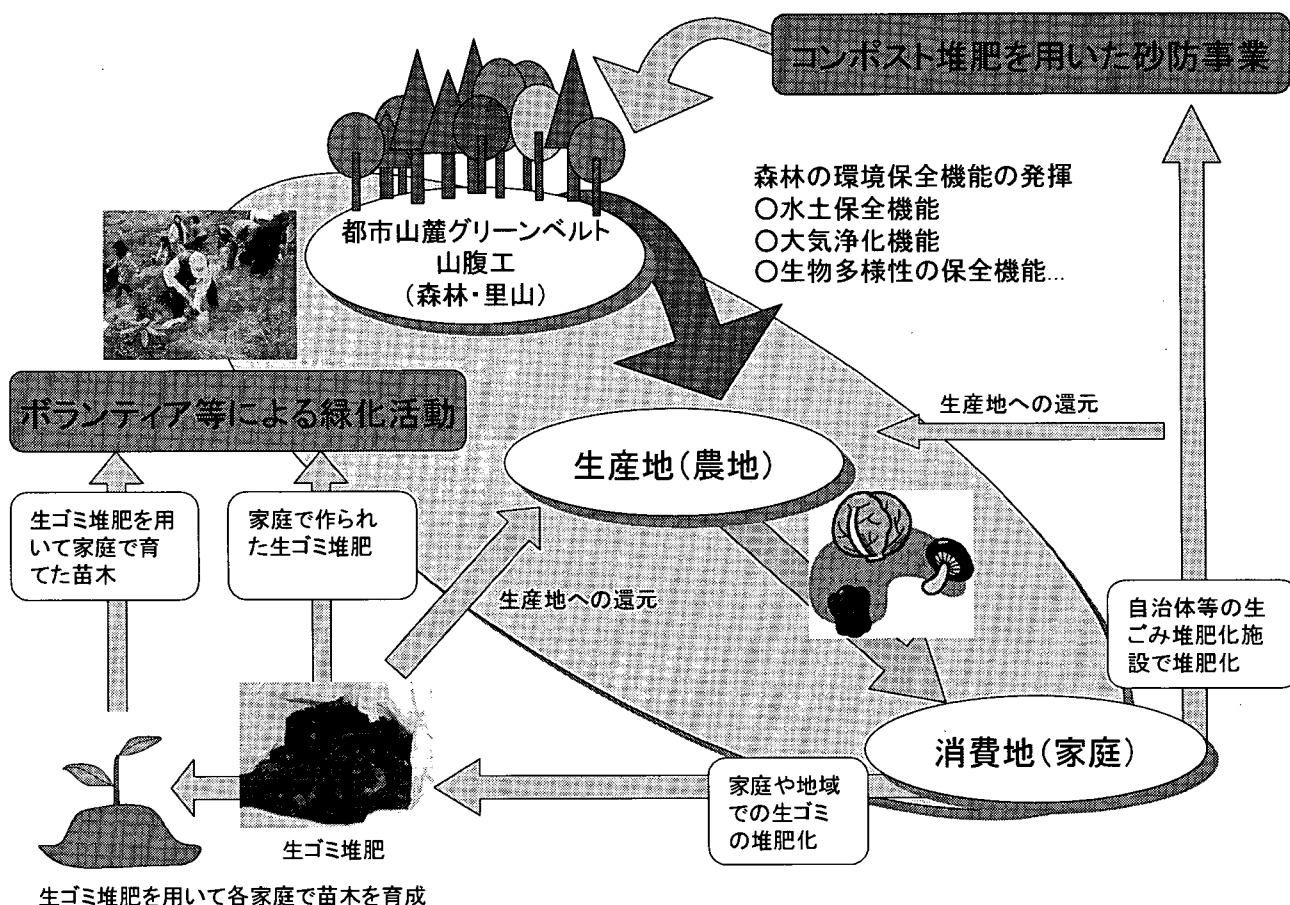 コンポスト堆肥を用いた砂防事業
森林の環境保全機能の発揮
〇水土保全機能
〇大気浄化機能
〇生物多様性の保全機能…
都市山麓グリーンベルト
山腹工
(森林・里山)
ボランティア等による緑化活動
生産地への還元
生産地(農地)
生ゴミ堆肥を用
いて家庭で育
てた苗木
家庭で作られ
た生ゴミ堆肥
生産地への還元
自治体等の生
ごみ堆肥化施
設で堆肥化
消費地(家庭)
家庭や地域
での生ゴミ
の堆肥化
生ゴミ堆肥
生ゴミ堆肥を用いて各家庭で苗木を育成